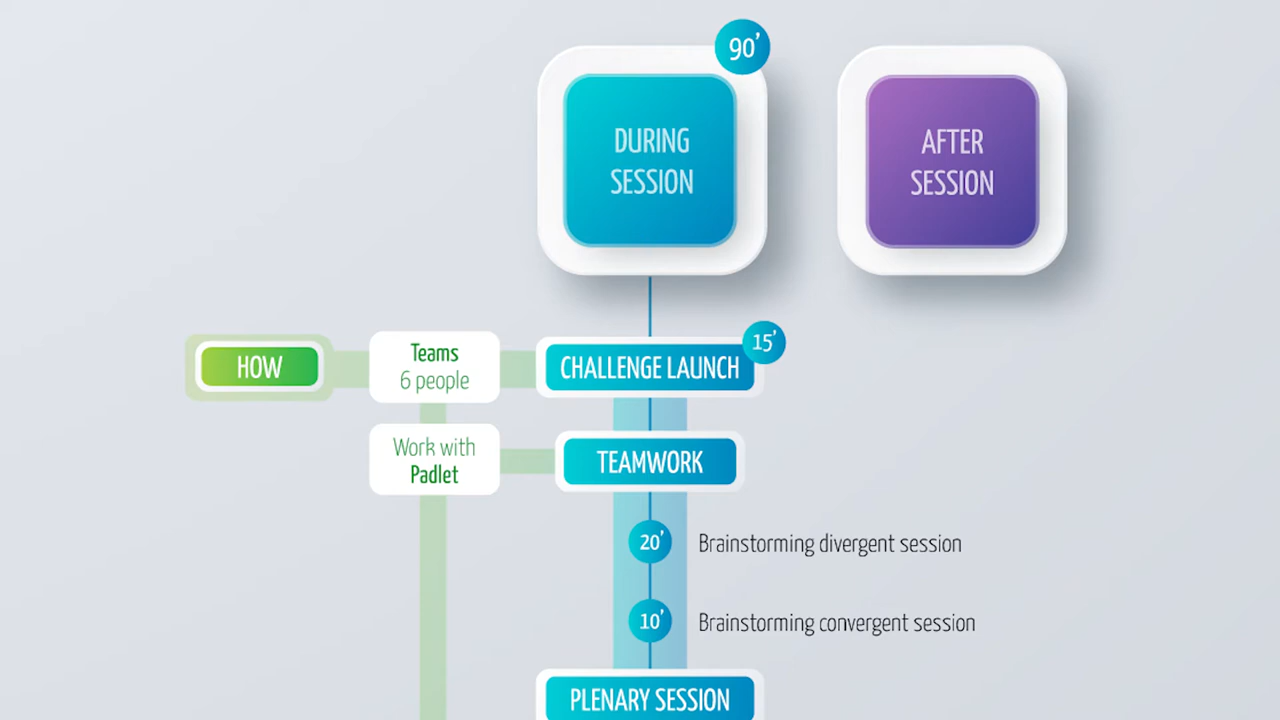 90’
DURING
SESSION
AFTER
SESSION
HOW
Teams
6 people
CHALLENGE LAUNCH
15’
Work with
Padlet
TEAMWORK
20’
Brainstorming divergent session
10’
Brainstorming convergent session
PLENARY SESSION